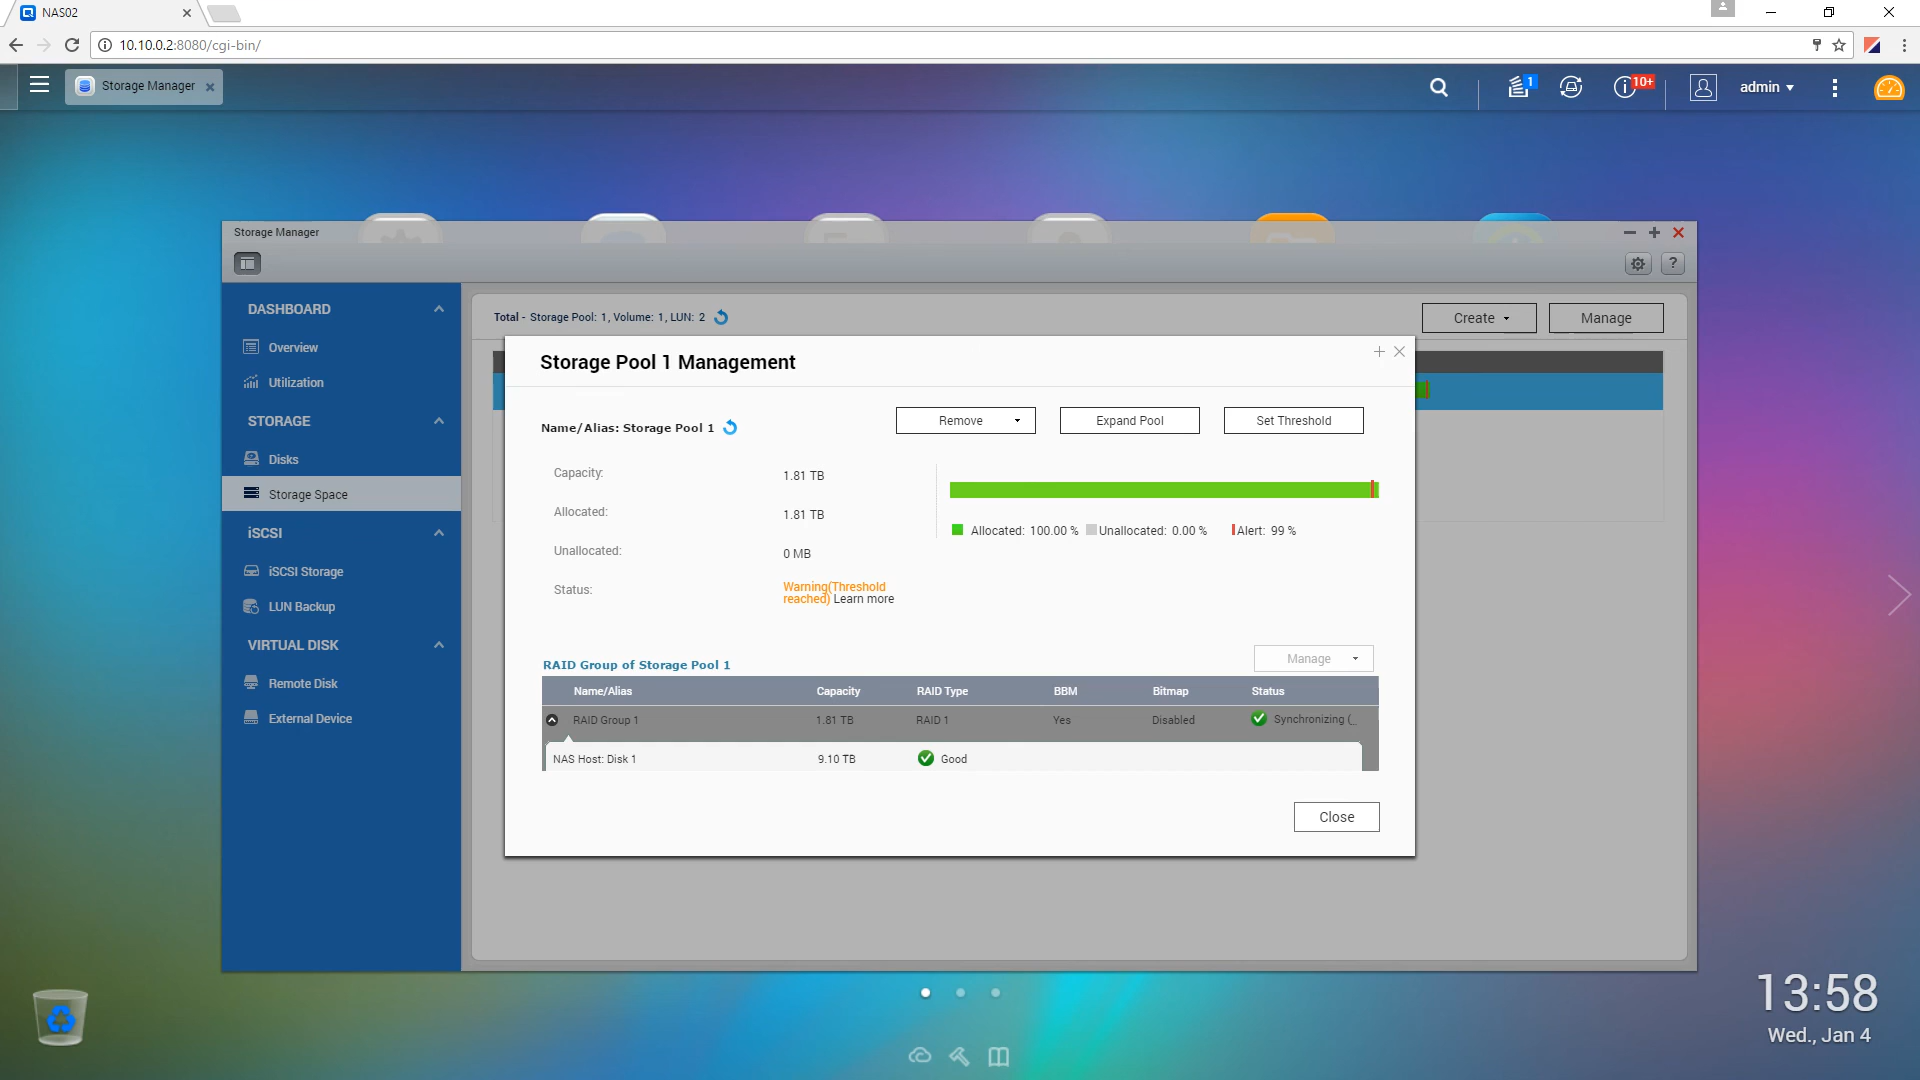 NAS02
10.10.0.2:8080/cgi-bin/
Storage Manager
1
10+
admin
Storage Manager
?
DASHBOARD
Overview
Utilization
STORAGE
Disks
Storage Space
iSCSI
iSCSI Storage
LUN Backup
VIRTUAL DISK
Remote Disk
External Device
Total - Storage Pool: 1, Volume: 1, LUN: 2
Create
Manage
Storage Pool 1 Management
Name/Alias: Storage Pool 1
Remove
Expand Pool
Set Threshold
Capacity: 1.81 TB
Allocated: 1.81 TB
Unallocated: 0 MB
Status: Warning(Threshold
reached) Learn more
Allocated: 100.00 % Unallocated: 0.00 % Alert: 99 %
RAID Group of Storage Pool 1
Manage
Name/Alias Capacity RAID Type BBM Bitmap Status
RAID Group 1 1.81 TB RAID 1 Yes Disabled Synchronizing (_
NAS Host: Disk 1 9.10 TB Good
Close
13:58
Wed., Jan 4